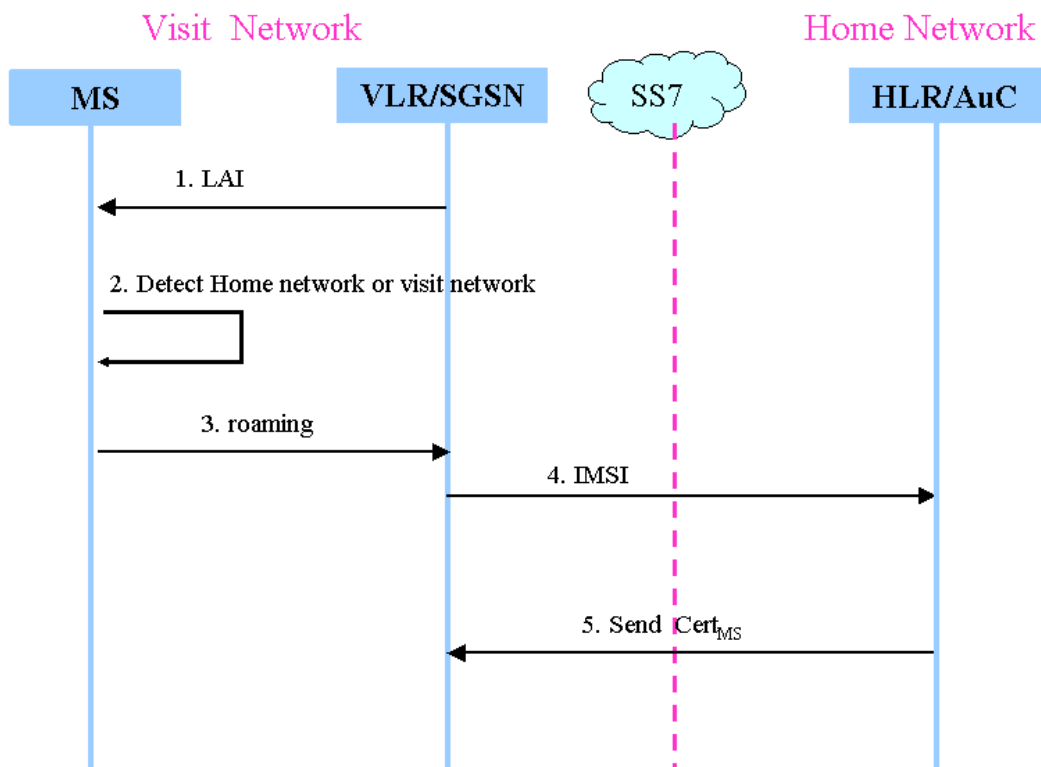 Visit Network
Home Network
MS
VLR/SGSN
SS7
HLR/AuC
1. LAI
2. Detect Home network or visit network
3. roaming
4. IMSI
5. Send Cert_MS